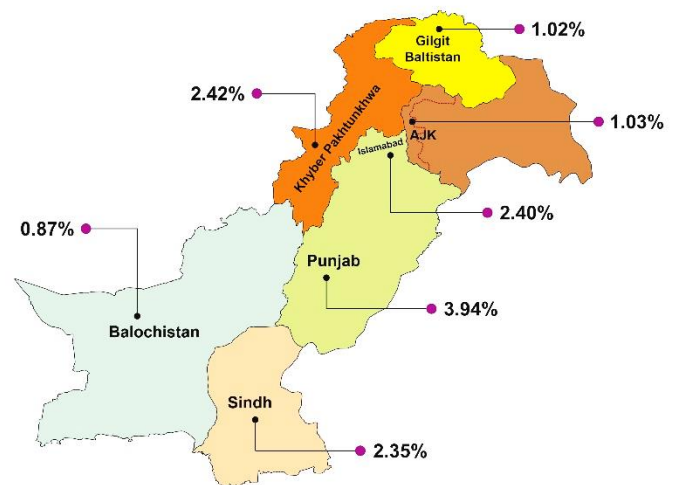 1.02%
Gilgit
Baltistan
2.42%
Khyber Pakhtunkhwa
AJK
1.03%
Islamabad
2.40%
0.87%
Punjab
3.94%
Balochistan
Sindh
2.35%